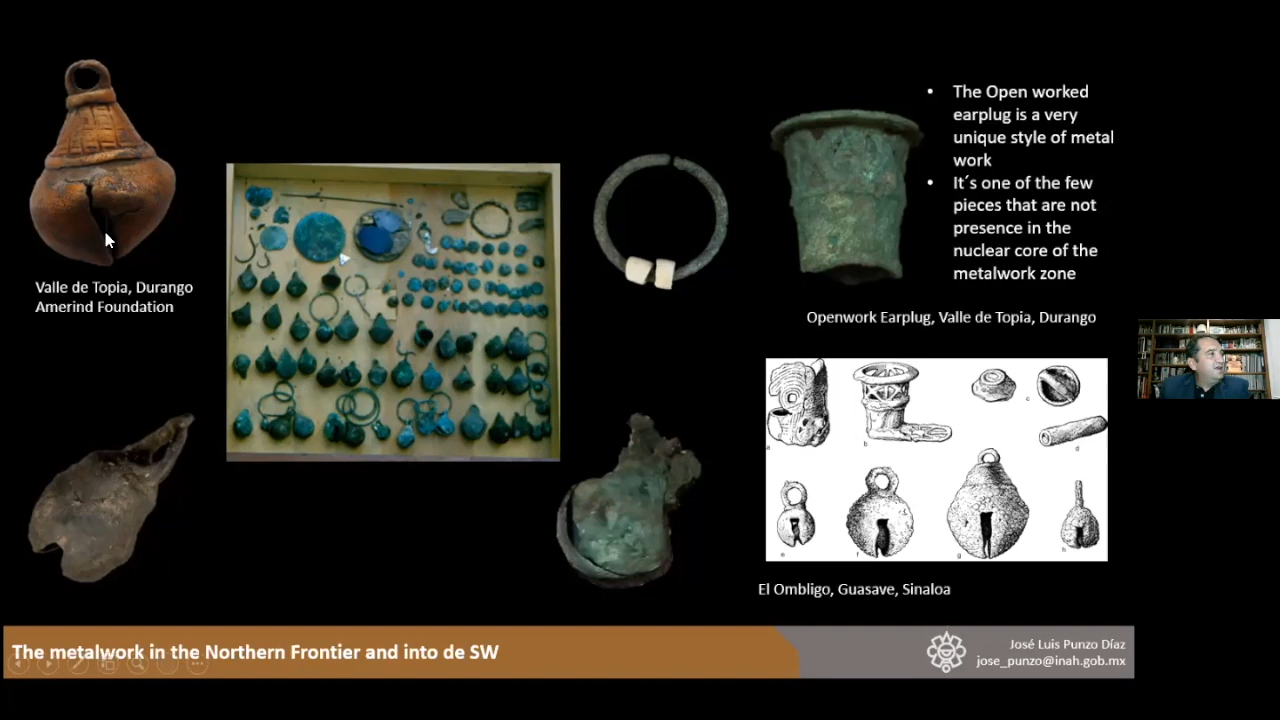 Valle de Topia, Durango
Amerind Foundation
• The Open worked
earplug is a very
unique style of metal
work
• It´s one of the few
pieces that are not
presence in the
nuclear core of the
metalwork zone
Openwork Earplug, Valle de Topia, Durango
a
b
c
d
e
f
g
h
El Ombligo, Guasave, Sinaloa
The metalwork in the Northern Frontier and into de SW
José Luis Punzo Díaz
jose_punzo@inah.gob.mx